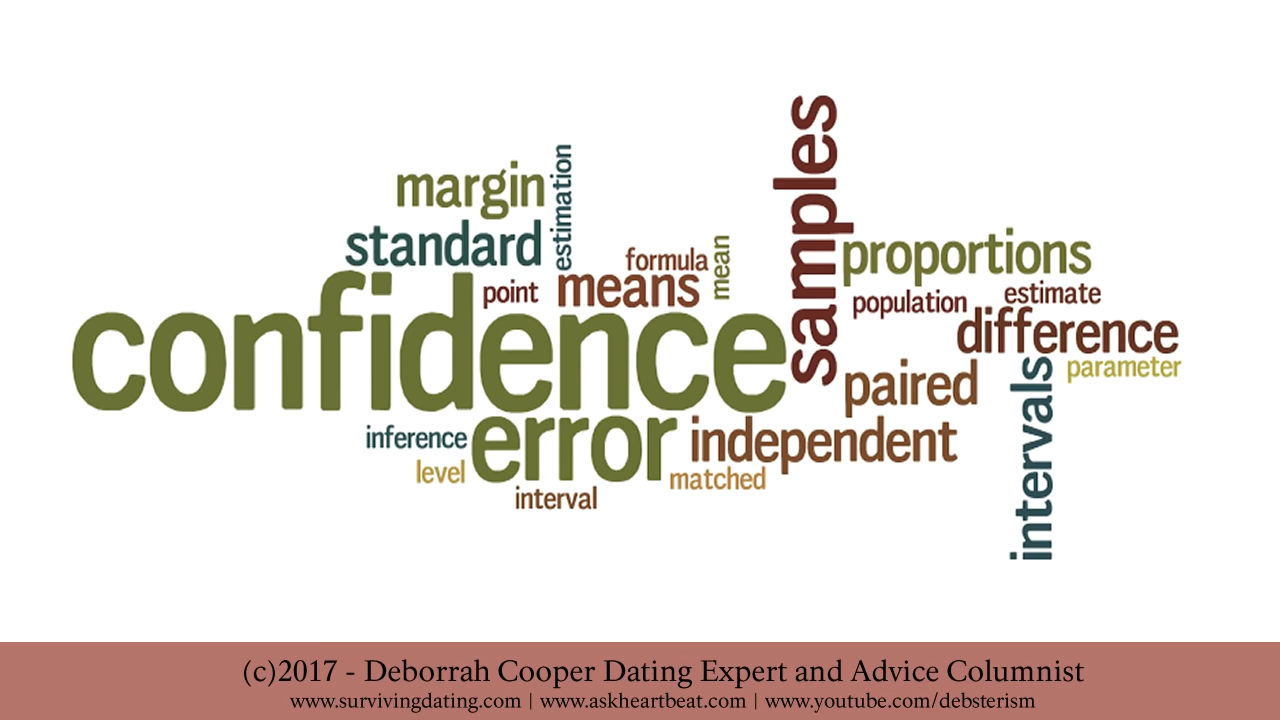 samples
margin
estimation
standard
formula
mean
proportions
point
means
population
estimate
confidence
difference
parameter
paired
intervals
inference
error
independent
level
matched
interval
(c)2017 - Deborrah Cooper Dating Expert and Advice Columnist
www.survivingdating.com | www.askheartbeat.com | www.youtube.com/debsterism